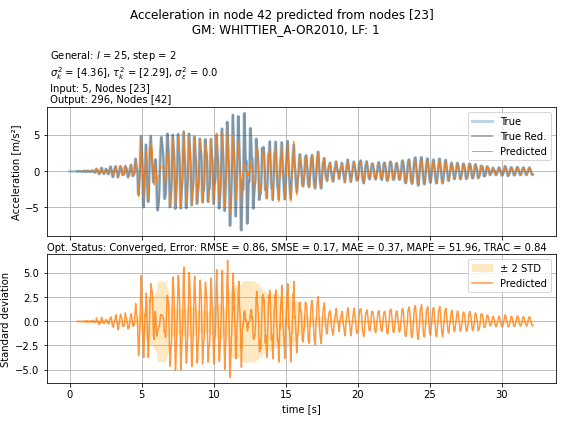 Acceleration in node 42 predicted from nodes [23]
GM: WHITTIER_A-OR2010, LF: 1
General: l = 25, step = 2
σ²ₖ = [4.36], τ²ₖ = [2.29], σ²ε = 0.0
Input: 5, Nodes [23]
Output: 296, Nodes [42]
Acceleration [m/s²]
5
0
−5
True
True Red.
Predicted
Opt. Status: Converged, Error: RMSE = 0.86, SMSE = 0.17, MAE = 0.37, MAPE = 51.96, TRAC = 0.84
Standard deviation
5.0
2.5
0.0
−2.5
−5.0
± 2 STD
Predicted
0 5 10 15 20 25 30
time [s]